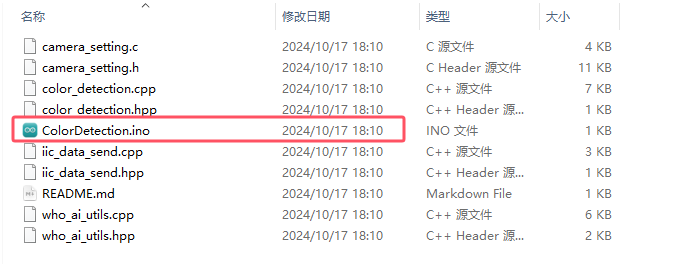 名称 修改日期 类型 大小
camera_setting.c 2024/10/17 18:10 C 源文件 4 KB
camera_setting.h 2024/10/17 18:10 C Header 源文件 11 KB
color_detection.cpp 2024/10/17 18:10 C++ 源文件 7 KB
color_detection.hpp 2024/10/17 18:10 C++ Header 源... 1 KB
ColorDetection.ino 2024/10/17 18:10 INO 文件 1 KB
iic_data_send.cpp 2024/10/17 18:10 C++ 源文件 3 KB
iic_data_send.hpp 2024/10/17 18:10 C++ Header 源... 1 KB
README.md 2024/10/17 18:10 Markdown File 1 KB
who_ai_utils.cpp 2024/10/17 18:10 C++ 源文件 6 KB
who_ai_utils.hpp 2024/10/17 18:10 C++ Header 源... 2 KB